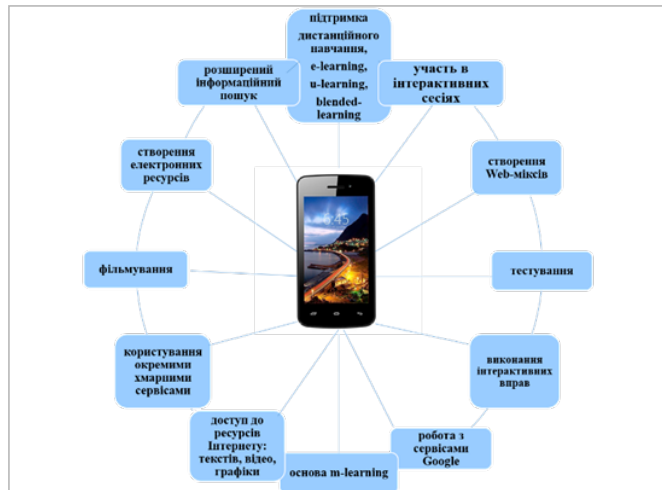 підтримка
дистанційного
навчання,
e-learning,
u-learning,
blended-
learning
участь в
інтерактивних
сесіях
створення
Web-міксів
тестування
виконання
інтерактивних
вправ
робота з
сервісами
Google
основа m-learning
доступ до
ресурсів
Інтернету:
текстів, відео,
графіки
користування
окремими
хмарними
сервісами
фільмування
створення
електронних
ресурсів
розширений
інформаційний
пошук